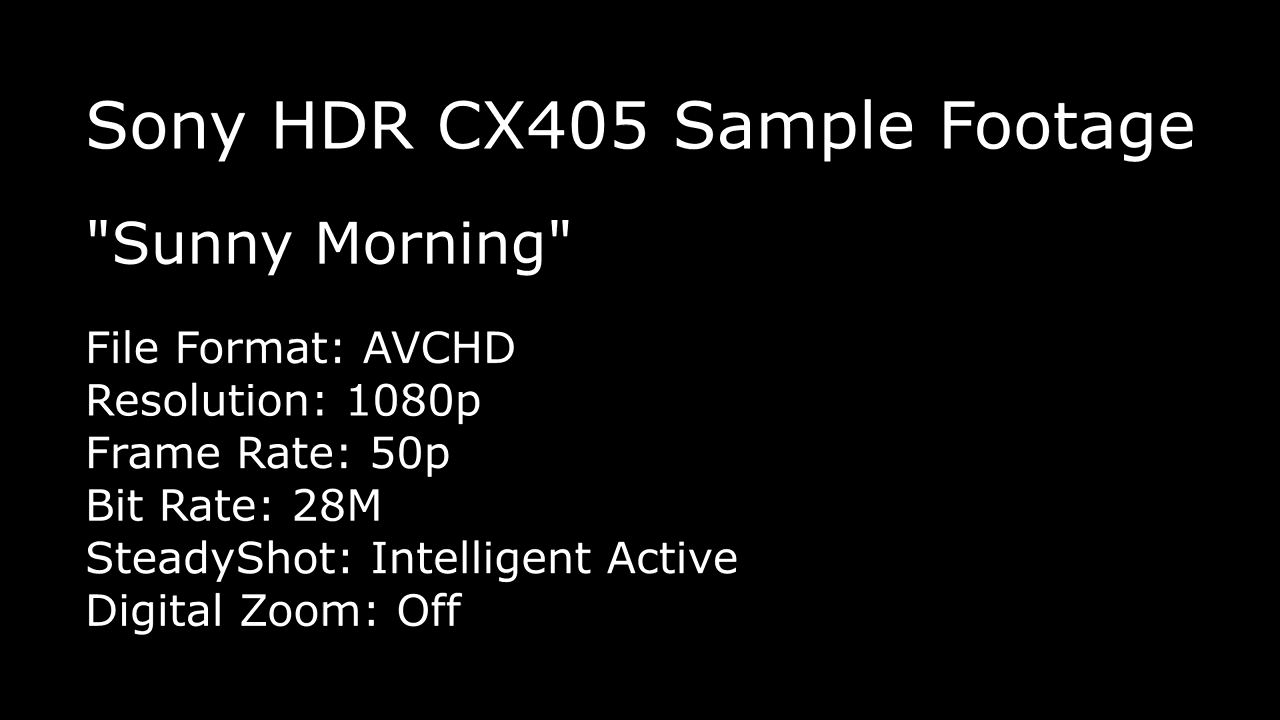 Sony HDR CX405 Sample Footage
"Sunny Morning"
File Format: AVCHD
Resolution: 1080p
Frame Rate: 50p
Bit Rate: 28M
SteadyShot: Intelligent Active
Digital Zoom: Off